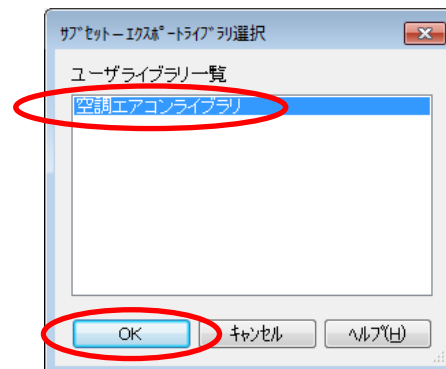 ｻﾌﾞｾｯﾄーｴｸｽﾎﾟｰﾄﾗｲﾌﾞﾗﾘ選択
ユーザライブラリ一覧
空調エアコンライブラリ
OK
ｷｬﾝｾﾙ
ﾍﾙﾌﾟ(H)